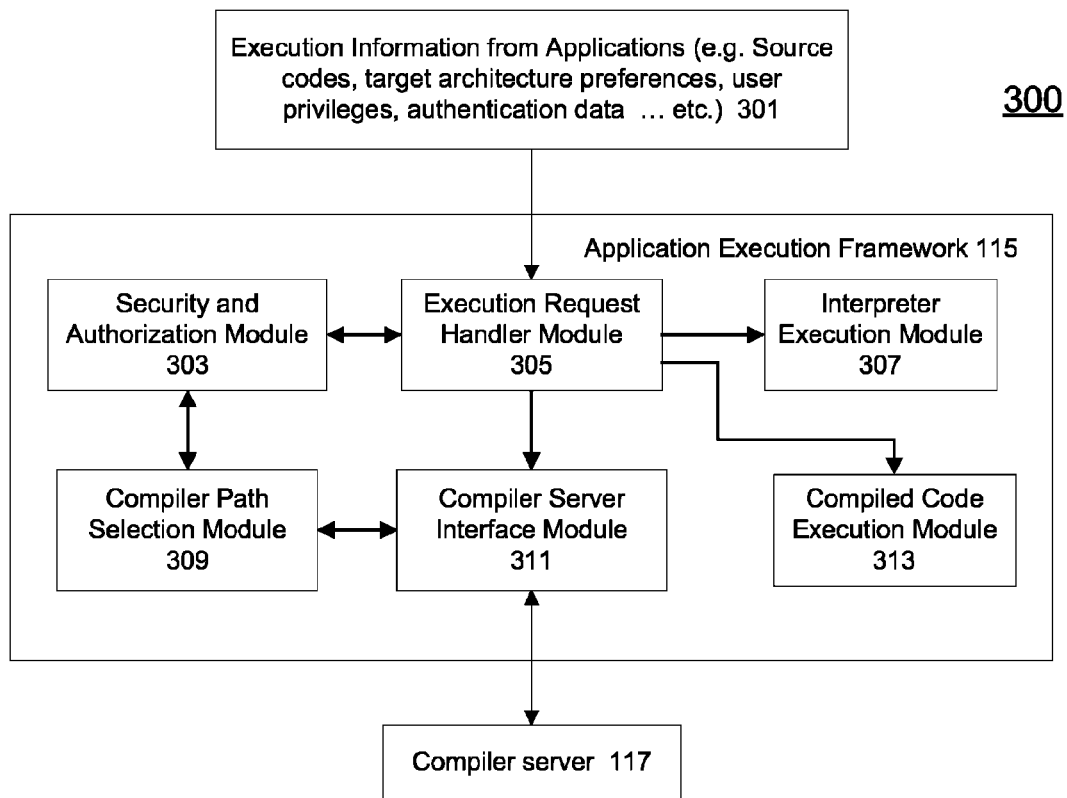 Execution Information from Applications (e.g. Source
codes, target architecture preferences, user
privileges, authentication data ... etc.) 301
300
Application Execution Framework 115
Security and
Authorization Module
303
Execution Request
Handler Module
305
Interpreter
Execution Module
307
Compiler Path
Selection Module
309
Compiler Server
Interface Module
311
Compiled Code
Execution Module
313
Compiler server 117